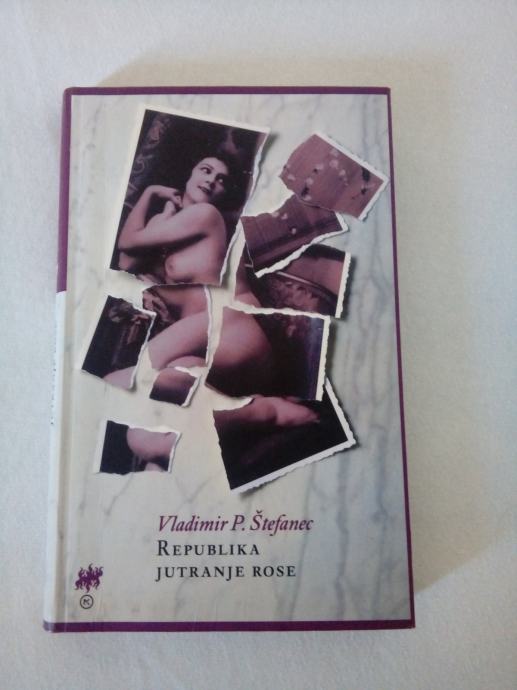 Vladimir P. Štefanec
REPUBLIKA
JUTRANJE ROSE